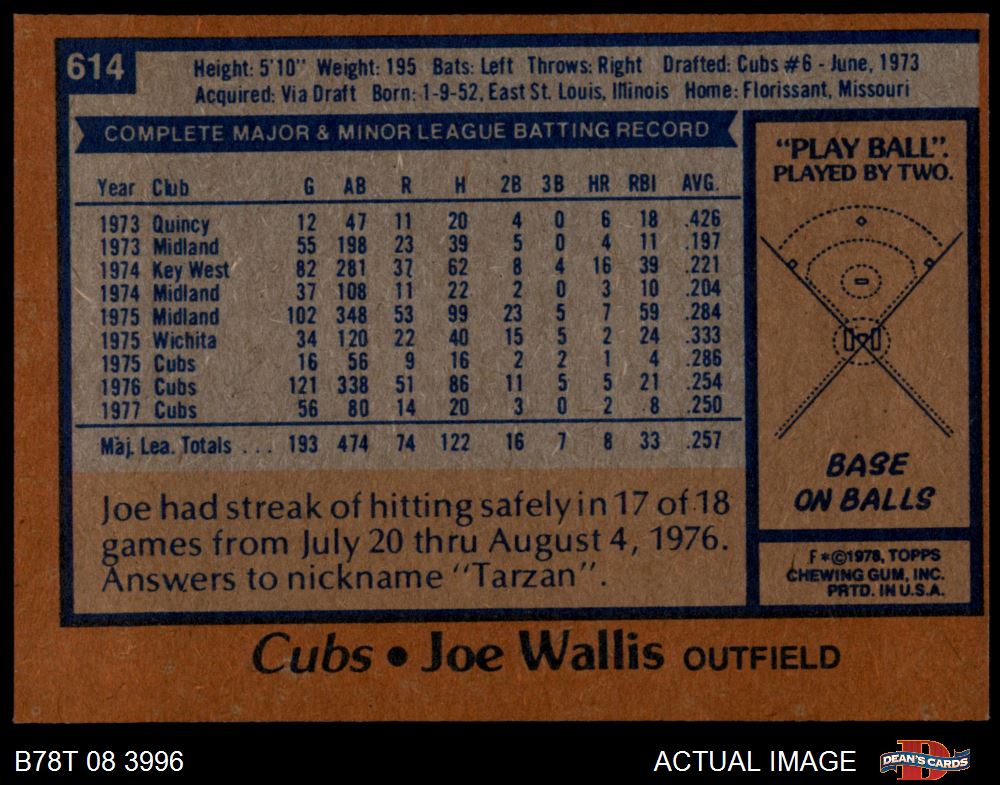 614
Height: 5'10" Weight: 195 Bats: Left Throws: Right Drafted: Cubs #6 - June, 1973
Acquired: Via Draft Born: 1-9-52, East St. Louis, Illinois Home: Florissant, Missouri
COMPLETE MAJOR & MINOR LEAGUE BATTING RECORD
Year Club G AB R H 2B 3B HR RBI AVG.
1973 Quincy 12 47 11 20 4 0 6 18 .426
1973 Midland 55 198 23 39 5 0 4 11 .197
1974 Key West 82 281 37 62 8 4 16 39 .221
1974 Midland 37 108 11 22 2 0 3 10 .204
1975 Midland 102 348 53 99 23 5 7 59 .284
1975 Wichita 34 120 22 40 15 5 2 24 .333
1975 Cubs 16 56 9 16 2 2 1 4 .286
1976 Cubs 121 338 51 86 11 5 5 21 .254
1977 Cubs 56 80 14 20 3 0 2 8 .250
Maj. Lea. Totals ... 193 474 74 122 16 7 8 33 .257
Joe had streak of hitting safely in 17 of 18
games from July 20 thru August 4, 1976.
Answers to nickname "Tarzan".
"PLAY BALL".
PLAYED BY TWO.
BASE
ON BALLS
F*©1978, TOPPS
CHEWING GUM, INC.
PRTD. IN U.S.A.
Cubs • Joe Wallis OUTFIELD
B78T 08 3996
ACTUAL IMAGE
D
DEAN'S CARDS